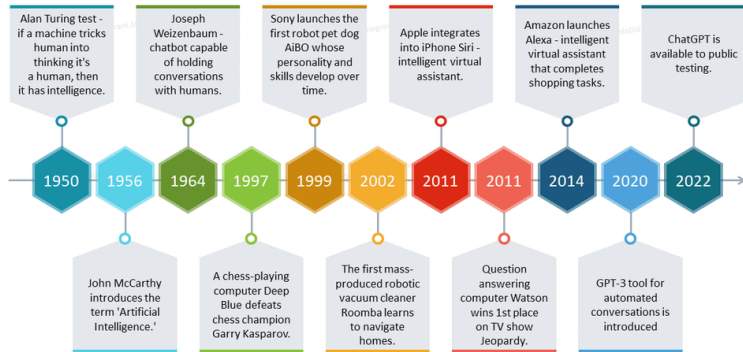 Alan Turing test -
if a machine tricks
human into
thinking it's
a human, then
it has intelligence.
Joseph
Weizenbaum -
chatbot capable
of holding
conversations
with humans.
Sony launches the
first robot pet dog
AiBO whose
personality and
skills develop over
time.
Apple integrates
into iPhone Siri -
intelligent virtual
assistant.
Amazon launches
Alexa - intelligent
virtual assistant
that completes
shopping tasks.
ChatGPT is
available to public
testing.
1950
1956
1964
1997
1999
2002
2011
2011
2014
2020
2022
John McCarthy
introduces the
term 'Artificial
Intelligence.'
A chess-playing
computer Deep
Blue defeats
chess champion
Garry Kasparov.
The first mass-
produced robotic
vacuum cleaner
Roomba learns
to navigate
homes.
Question
answering
computer Watson
wins 1st place
on TV show
Jeopardy.
GPT-3 tool for
automated
conversations is
introduced